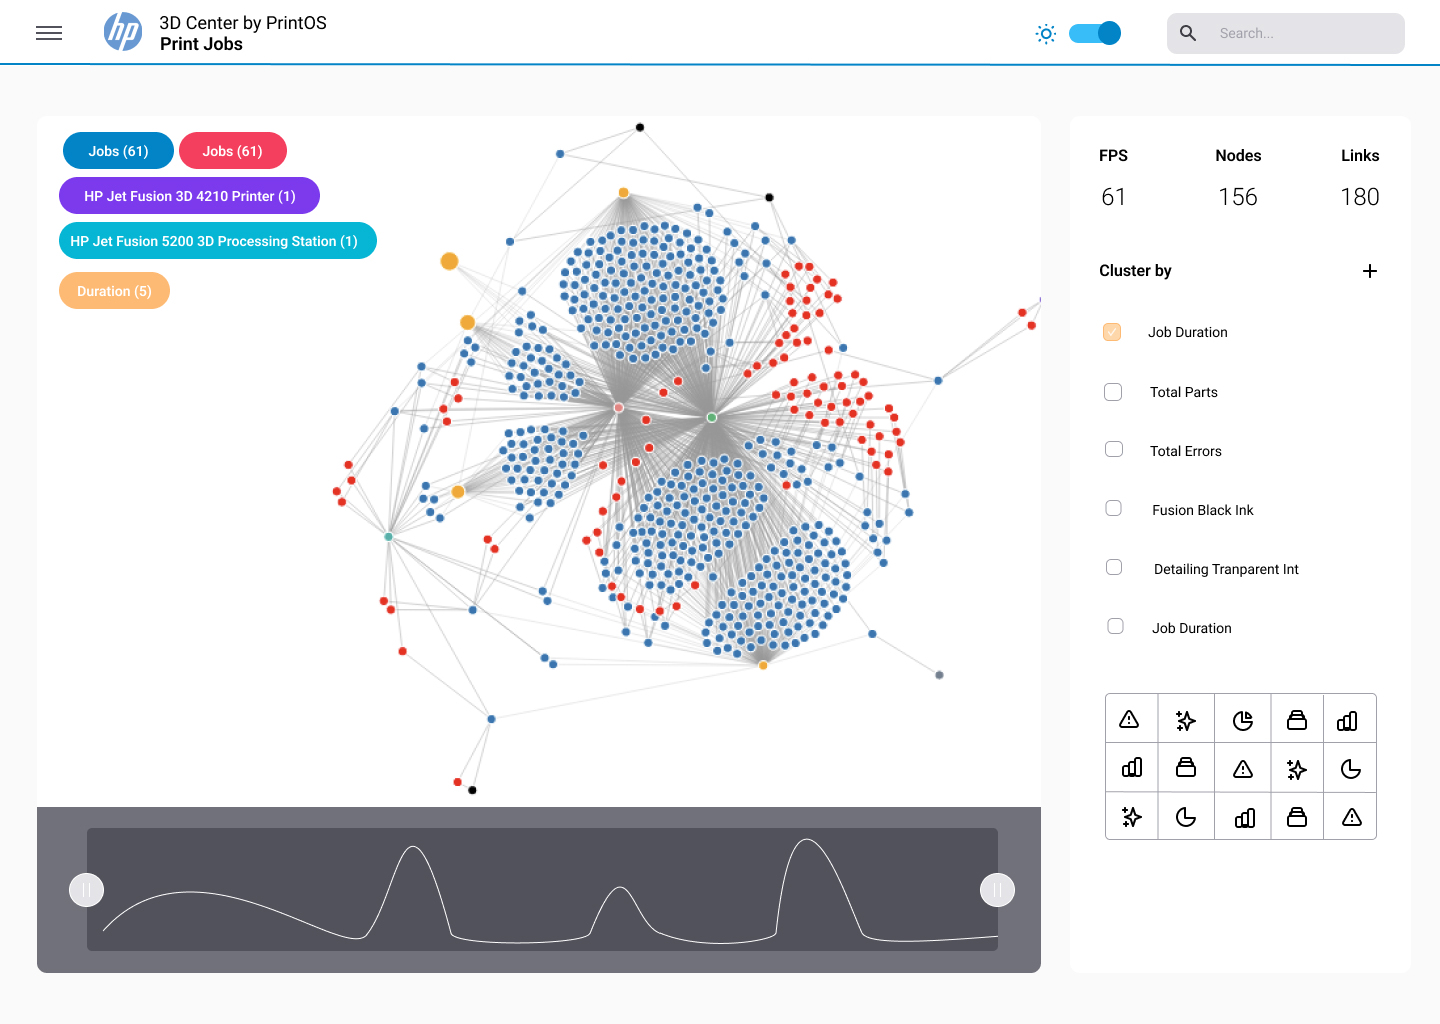 hp
3D Center by PrintOS
Print Jobs
Search...
Jobs (61)
Jobs (61)
HP Jet Fusion 3D 4210 Printer (1)
HP Jet Fusion 5200 3D Processing Station (1)
Duration (5)
FPS
Nodes
Links
61
156
180
Cluster by
Job Duration
Total Parts
Total Errors
Fusion Black Ink
Detailing Tranparent Int
Job Duration